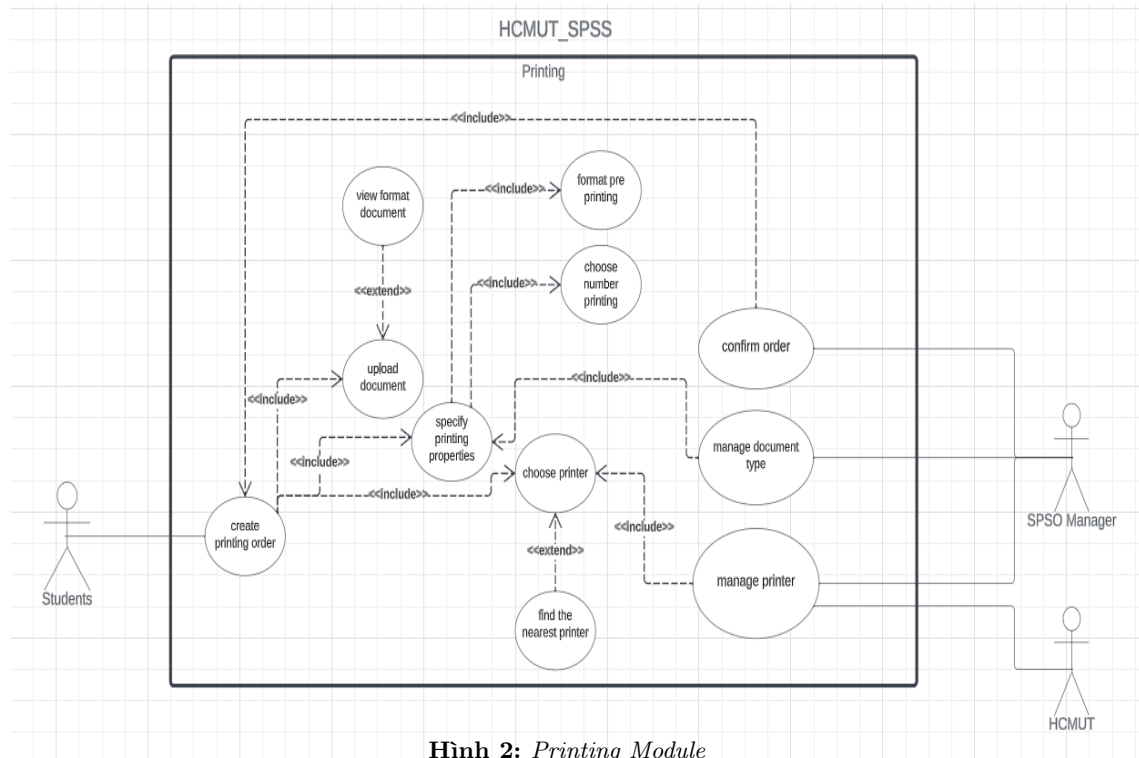 HCMUT_SPSS
Printing
<<include>>
view format
document
<<include>>
format pre
printing
<<include>>
choose
number
printing
<<extend>>
confirm order
upload
document
<<include>>
<<include>>
specify
printing
properties
manage document
type
<<include>>
choose printer
<<include>>
SPSO Manager
create
printing order
<<include>>
<<extend>>
manage printer
Students
find the
nearest printer
HCMUT
Hình 2: Printing Module